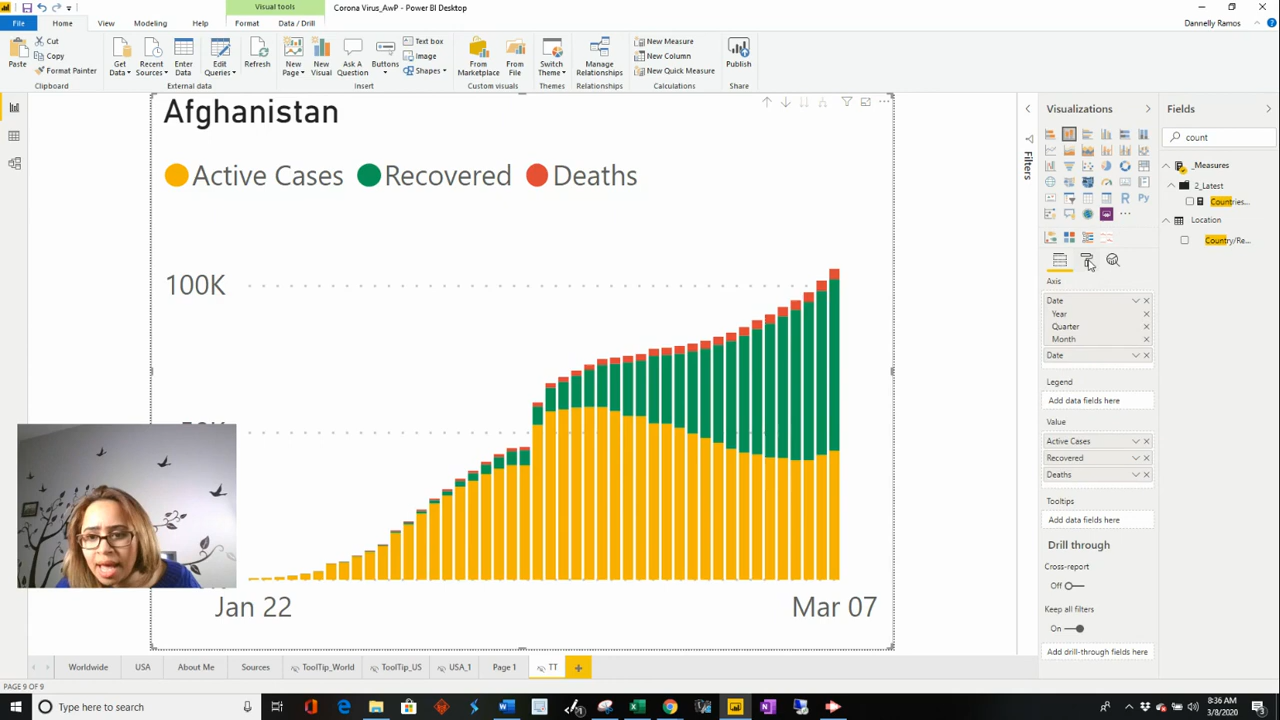 Visual tools
Corona Virus_AwP - Power BI Desktop
Dannelly Ramos
File
Home
View
Modeling
Help
Format
Data / Drill
Paste
Cut
Copy
Format Painter
Clipboard
Get
Data
Recent
Sources
Enter
Data
Edit
Queries
Refresh
External data
New
Page
New
Visual
Ask A
Question
Buttons
Text box
Image
Shapes
Insert
From
Marketplace
From
File
Custom visuals
Switch
Theme
Themes
Manage
Relationships
Relationships
New Measure
New Column
New Quick Measure
Calculations
Publish
Share
Afghanistan
Active Cases
Recovered
Deaths
100K
Jan 22
Mar 07
Filters
Visualizations
R
Py
Axis
Date
Year
Quarter
Month
Date
Legend
Add data fields here
Value
Active Cases
Recovered
Deaths
Tooltips
Add data fields here
Drill through
Cross-report
Off
Keep all filters
On
Add drill-through fields here
Fields
count
_Measures
2_Latest
Countries...
Location
Country/Re...
Worldwide
USA
About Me
Sources
ToolTip_World
ToolTip_US
USA_1
Page 1
TT
PAGE 9 OF 9
Type here to search
8:36 AM
3/8/2020